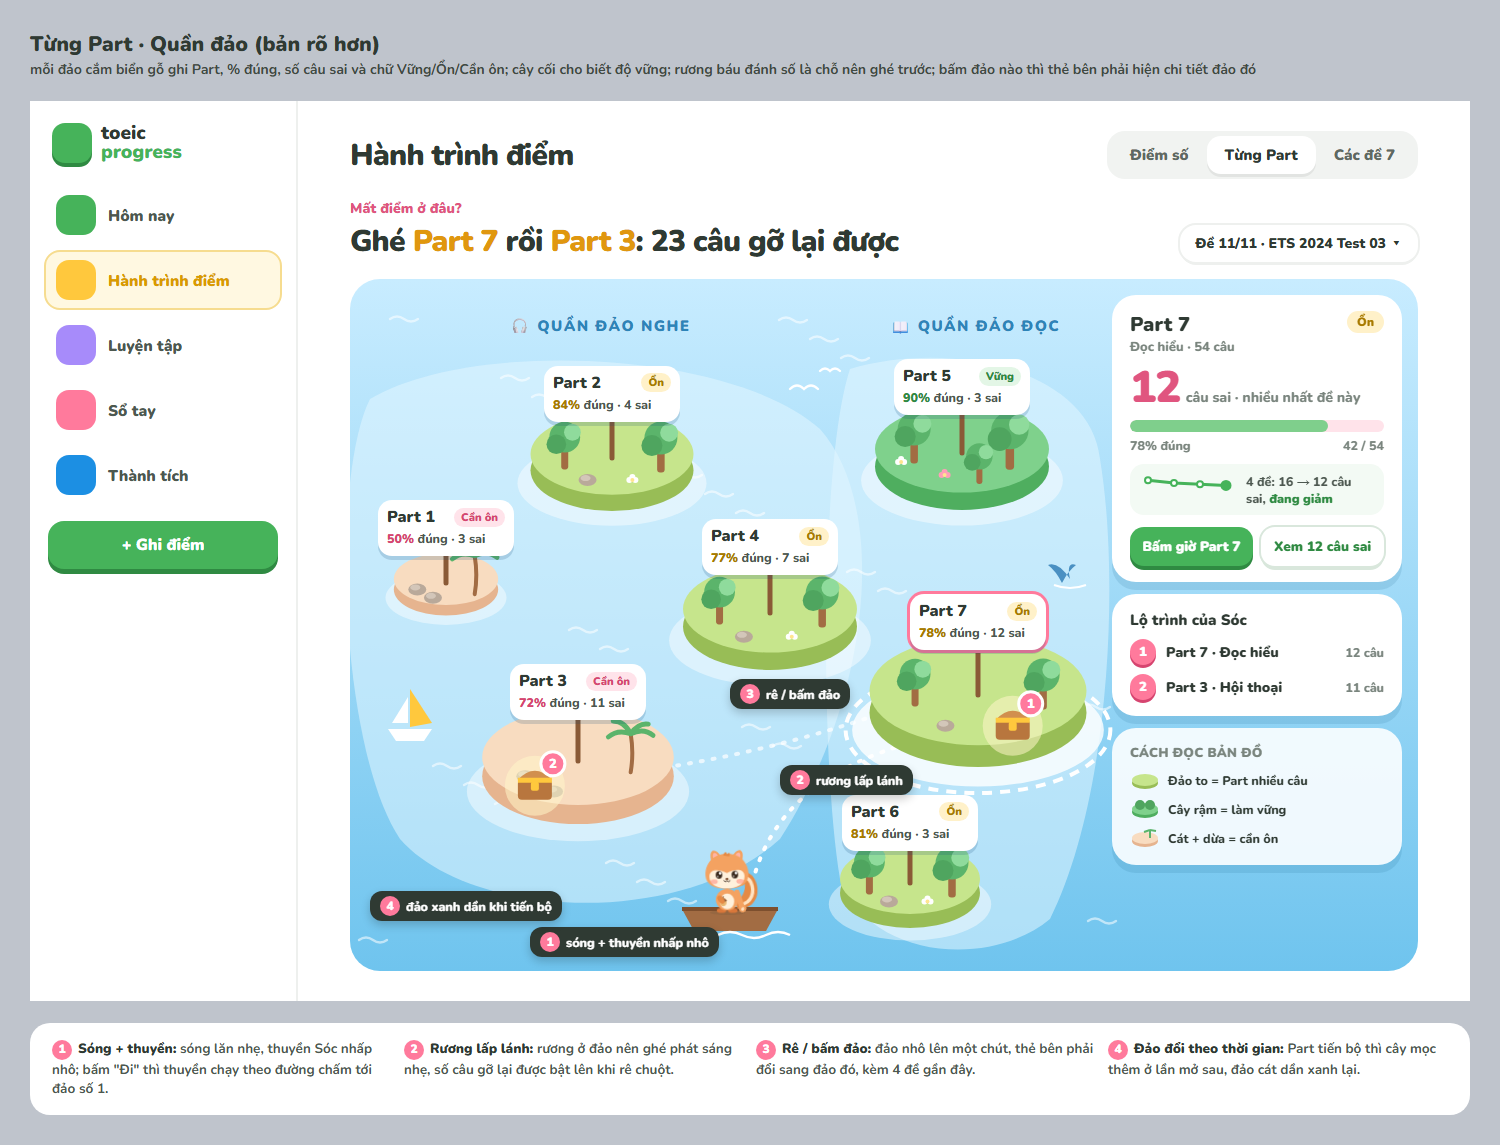 Từng Part · Quần đảo (bản rõ hơn)
mỗi đảo cắm biển gỗ ghi Part, % đúng, số câu sai và chữ Vững/Ổn/Cần ôn; cây cối cho biết độ vững; rương báu đánh số là chỗ nên ghé trước; bấm đảo nào thì thẻ bên phải hiện chi tiết đảo đó
toeic
progress
Hôm nay
Hành trình điểm
Luyện tập
Sổ tay
Thành tích
+ Ghi điểm
Hành trình điểm
Điểm số
Từng Part
Các đề 7
Mất điểm ở đâu?
Ghé Part 7 rồi Part 3: 23 câu gỡ lại được
Đề 11/11 · ETS 2024 Test 03 ▾
QUẦN ĐẢO NGHE
QUẦN ĐẢO ĐỌC
Part 2 Ổn
84% đúng · 4 sai
Part 5 Vững
90% đúng · 3 sai
Part 1 Cần ôn
50% đúng · 3 sai
Part 4 Ổn
77% đúng · 7 sai
Part 7 Ổn
78% đúng · 12 sai
Part 3 Cần ôn
72% đúng · 11 sai
3 rê / bấm đảo
1
2
2 rương lấp lánh
Part 6 Ổn
81% đúng · 3 sai
4 đảo xanh dần khi tiến bộ
1 sóng + thuyền nhấp nhô
Part 7 Ổn
Đọc hiểu · 54 câu
12 câu sai · nhiều nhất đề này
78% đúng 42 / 54
4 đề: 16 → 12 câu
sai, đang giảm
Bấm giờ Part 7
Xem 12 câu sai
Lộ trình của Sóc
1 Part 7 · Đọc hiểu 12 câu
2 Part 3 · Hội thoại 11 câu
CÁCH ĐỌC BẢN ĐỒ
Đảo to = Part nhiều câu
Cây rậm = làm vững
Cát + dừa = cần ôn
1 Sóng + thuyền: sóng lăn nhẹ, thuyền Sóc nhấp
nhô; bấm "Đi" thì thuyền chạy theo đường chấm tới
đảo số 1.
2 Rương lấp lánh: rương ở đảo nên ghé phát sáng
nhẹ, số câu gỡ lại được bật lên khi rê chuột.
3 Rê / bấm đảo: đảo nhô lên một chút, thẻ bên phải
đổi sang đảo đó, kèm 4 đề gần đây.
4 Đảo đổi theo thời gian: Part tiến bộ thì cây mọc
thêm ở lần mở sau, đảo cát dần xanh lại.